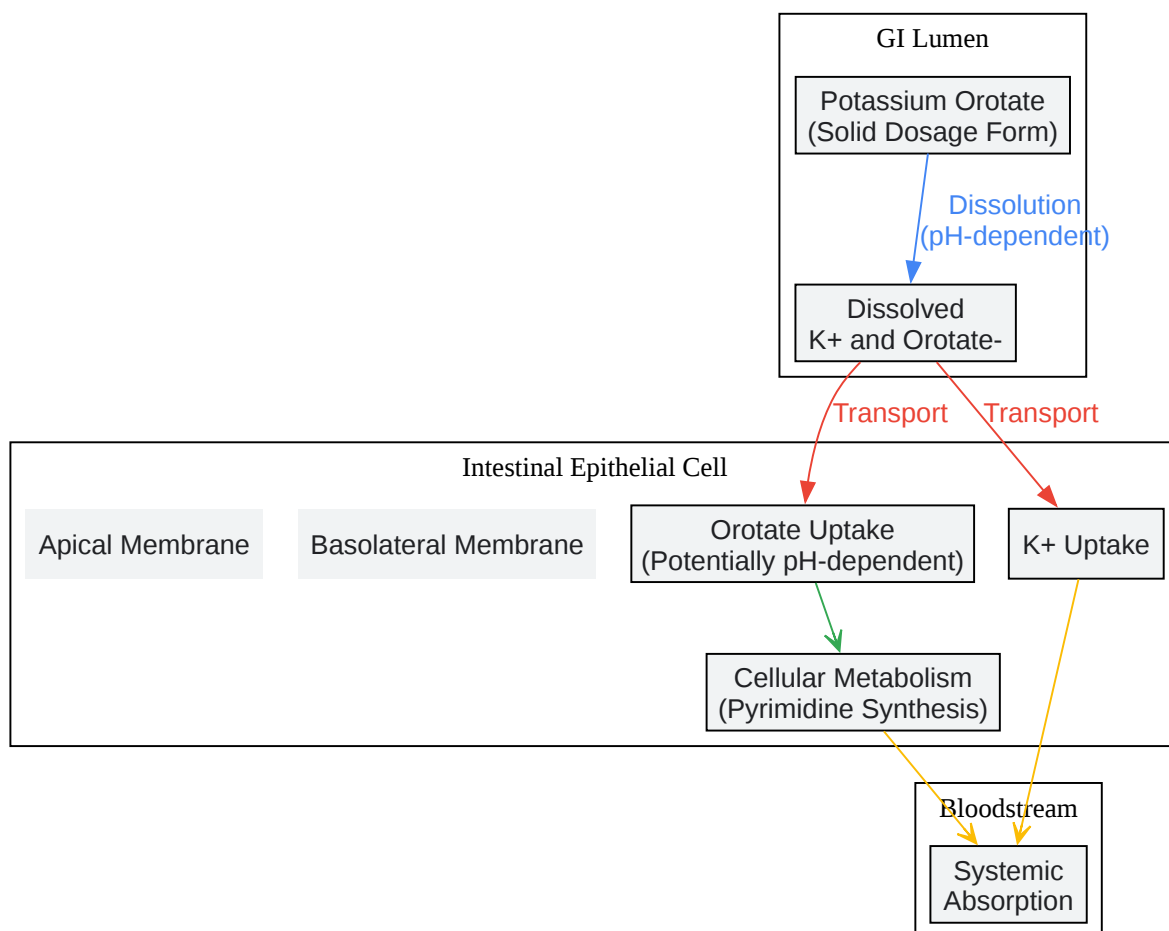 GI Lumen
Potassium Orotate
(Solid Dosage Form)
Dissolution
(pH-dependent)
Dissolved
K+ and Orotate-
Transport
Transport
Intestinal Epithelial Cell
Apical Membrane
Basolateral Membrane
Orotate Uptake
(Potentially pH-dependent)
K+ Uptake
Cellular Metabolism
(Pyrimidine Synthesis)
Bloodstream
Systemic
Absorption